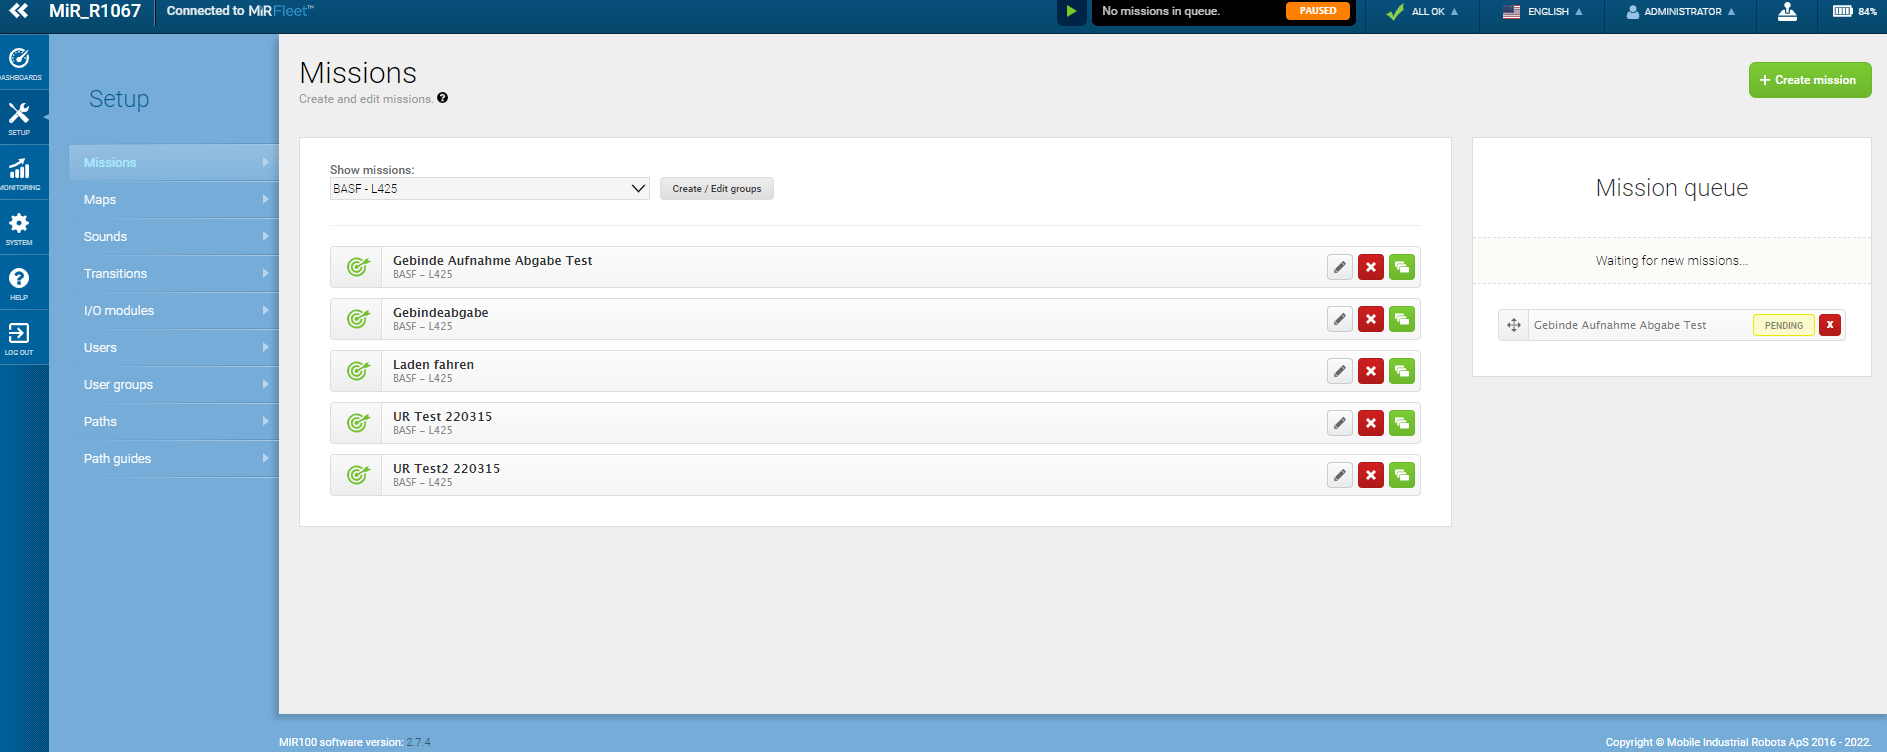 MiR_R1067
Connected to MiRFleet™
No missions in queue.
PAUSED
ALL OK
ENGLISH
ADMINISTRATOR
84%
DASHBOARDS
SETUP
MONITORING
SYSTEM
HELP
LOG OUT
Setup
Missions
Maps
Sounds
Transitions
I/O modules
Users
User groups
Paths
Path guides
Missions
Create and edit missions. ?
+ Create mission
Show missions:
BASF - L425
Create / Edit groups
Gebinde Aufnahme Abgabe Test
BASF – L425
Gebindeabgabe
BASF – L425
Laden fahren
BASF – L425
UR Test 220315
BASF – L425
UR Test2 220315
BASF – L425
Mission queue
Waiting for new missions...
Gebinde Aufnahme Abgabe Test
PENDING
x
MIR100 software version: 2.7.4
Copyright © Mobile Industrial Robots ApS 2016 - 2022.